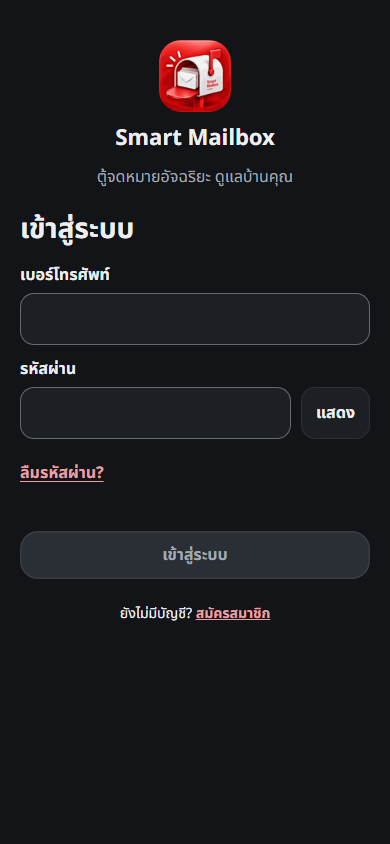 Smart Mailbox
ตู้จดหมายอัจฉริยะ ดูแลบ้านคุณ
เข้าสู่ระบบ
เบอร์โทรศัพท์
รหัสผ่าน
แสดง
ลืมรหัสผ่าน?
เข้าสู่ระบบ
ยังไม่มีบัญชี? สมัครสมาชิก